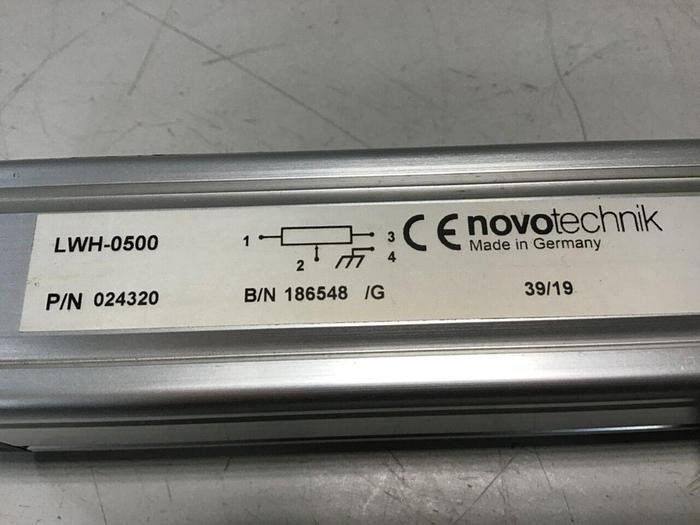 LWH-0500
1 3 CE novotechnik
2 4 Made in Germany
P/N 024320 B/N 186548 /G 39/19